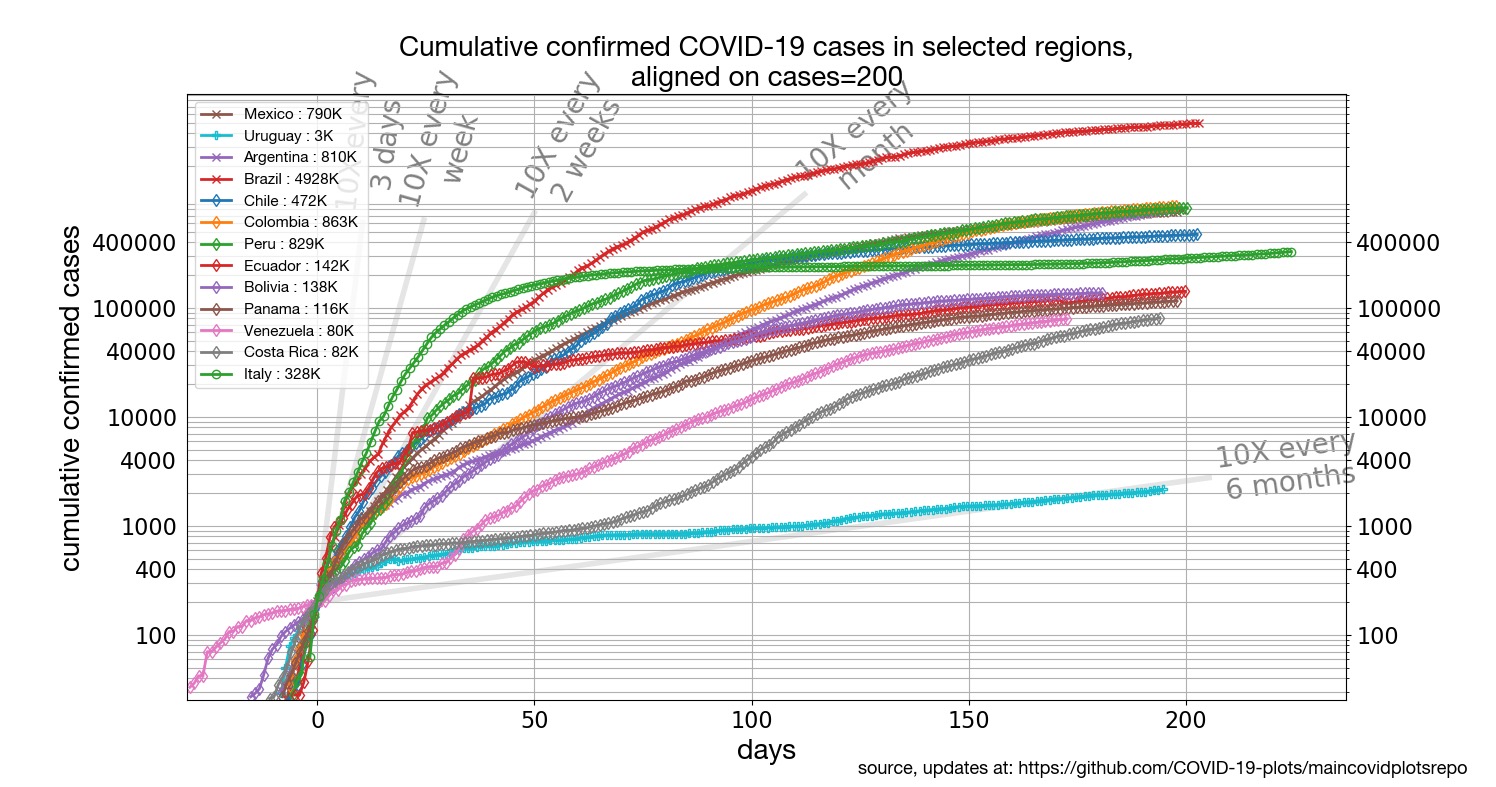 Cumulative confirmed COVID-19 cases in selected regions,
aligned on cases=200
10X every
3 days
10X every
week
10X every
2 weeks
10X every
month
10X every
6 months
Mexico : 790K
Uruguay : 3K
Argentina : 810K
Brazil : 4928K
Chile : 472K
Colombia : 863K
Peru : 829K
Ecuador : 142K
Bolivia : 138K
Panama : 116K
Venezuela : 80K
Costa Rica : 82K
Italy : 328K
cumulative confirmed cases
400000
100000
40000
10000
4000
1000
400
100
400000
100000
40000
10000
4000
1000
400
100
0
50
100
150
200
days
source, updates at: https://github.com/COVID-19-plots/maincovidplotsrepo